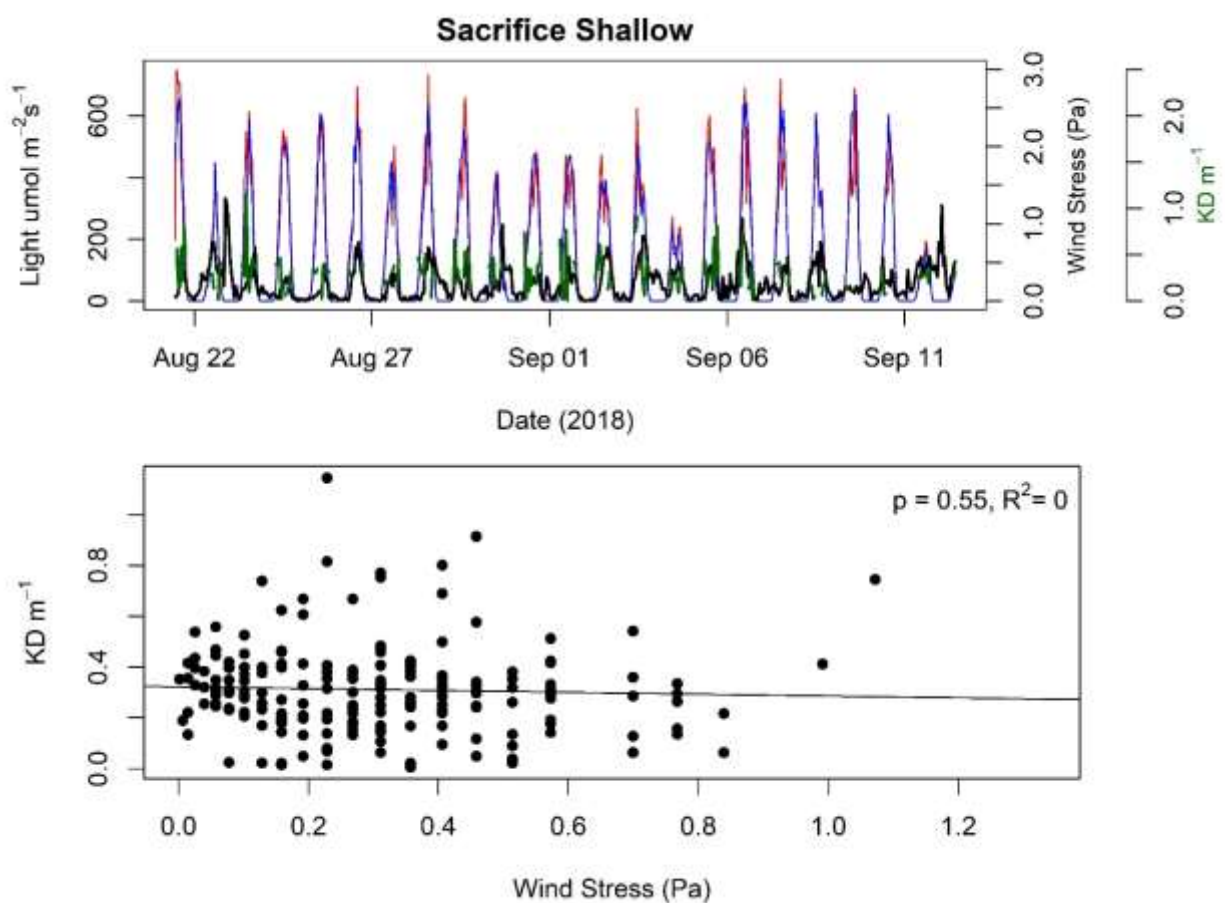 Sacrifice Shallow
Light umol m⁻²s⁻¹
0 200 600
Aug 22 Aug 27 Sep 01 Sep 06 Sep 11
Date (2018)
0.0 1.0 2.0 3.0
Wind Stress (Pa)
0.0 1.0 2.0
KD m⁻¹
p = 0.55, R²= 0
KD m⁻¹
0.0 0.4 0.8
0.0 0.2 0.4 0.6 0.8 1.0 1.2
Wind Stress (Pa)